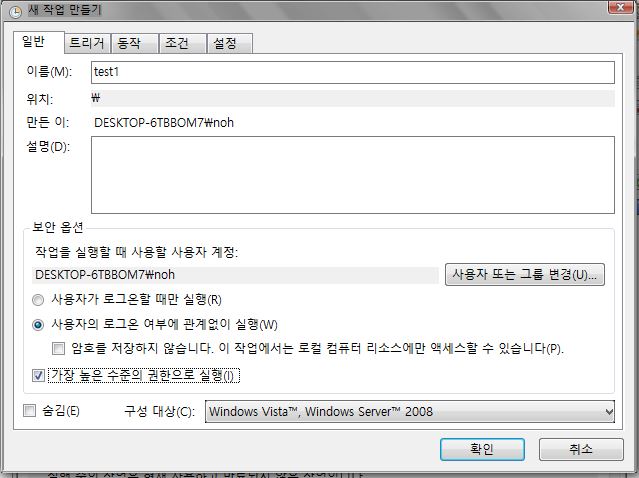 새 작업 만들기
일반 트리거 동작 조건 설정
이름(M): test1
위치: ₩
만든 이: DESKTOP-6TBBOM7₩noh
설명(D):
보안 옵션
작업을 실행할 때 사용할 사용자 계정:
DESKTOP-6TBBOM7₩noh 사용자 또는 그룹 변경(U)...
사용자가 로그온할 때만 실행(R)
사용자의 로그온 여부에 관계없이 실행(W)
암호를 저장하지 않습니다. 이 작업에서는 로컬 컴퓨터 리소스에만 액세스할 수 있습니다(P).
가장 높은 수준의 권한으로 실행(I)
숨김(E) 구성 대상(C): Windows Vista™, Windows Server™ 2008
확인 취소